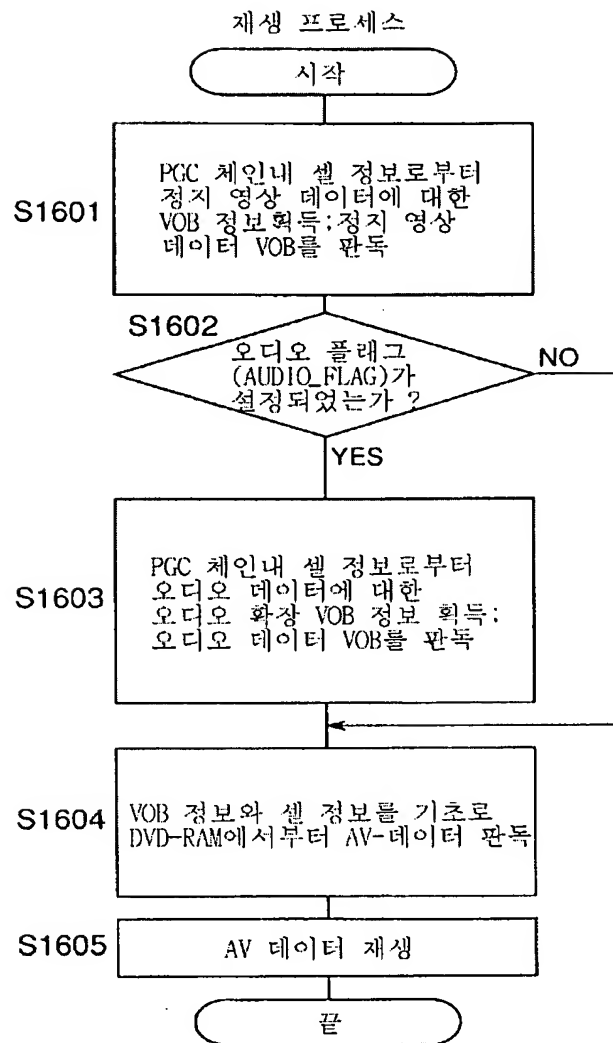 재생 프로세스
시작
S1601
PGC 체인내 셀 정보로부터
정지 영상 데이터에 대한
VOB 정보획득;정지 영상
데이터 VOB를 판독
S1602
오디오 플래그
(AUDIO_FLAG)가
설정되었는가 ?
NO
YES
S1603
PGC 체인내 셀 정보로부터
오디오 데이터에 대한
오디오 확장 VOB 정보 획득;
오디오 데이터 VOB를 판독
S1604
VOB 정보와 셀 정보를 기초로
DVD-RAM에서부터 AV-데이터 판독
S1605
AV 데이터 재생
끝